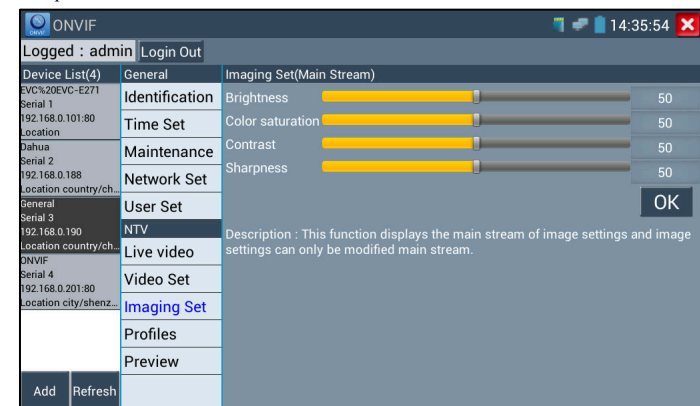 ONVIF
ONVIF
14:35:54
Logged : admin
Login Out
Device List(4)
EVC%20EVC-E271
Serial 1
192.168.0.101:80
Location
Dahua
Serial 2
192.168.0.188
Location country/ch...
General
Serial 3
192.168.0.190
Location country/ch...
ONVIF
Serial 4
192.168.0.201:80
Location city/shenz...
Add
Refresh
General
Identification
Time Set
Maintenance
Network Set
User Set
NTV
Live video
Video Set
Imaging Set
Profiles
Preview
Imaging Set(Main Stream)
Brightness 50
Color saturation 50
Contrast 50
Sharpness 50
OK
Description : This function displays the main stream of image settings and image
settings can only be modified main stream.